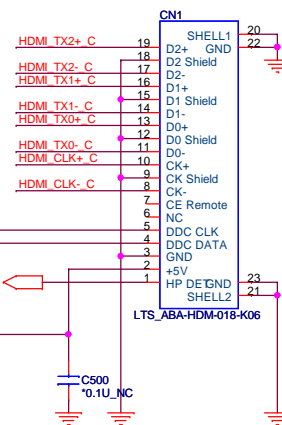 CN1
SHELL1 20
HDMI_TX2+_C 19 D2+ GND 22
18 D2 Shield
HDMI_TX2-_C 17 D2-
HDMI_TX1+_C 16 D1+
15 D1 Shield
HDMI_TX1-_C 14 D1-
HDMI_TX0+_C 13 D0+
12 D0 Shield
HDMI_TX0-_C 11 D0-
HDMI_CLK+_C 10 CK+
9 CK Shield
HDMI_CLK-_C 8 CK-
7 CE Remote
6 NC
5 DDC CLK
4 DDC DATA
3 GND
2 +5V
1 HP DET GND 23
SHELL2 21
LTS_ABA-HDM-018-K06
C500
*0.1U_NC